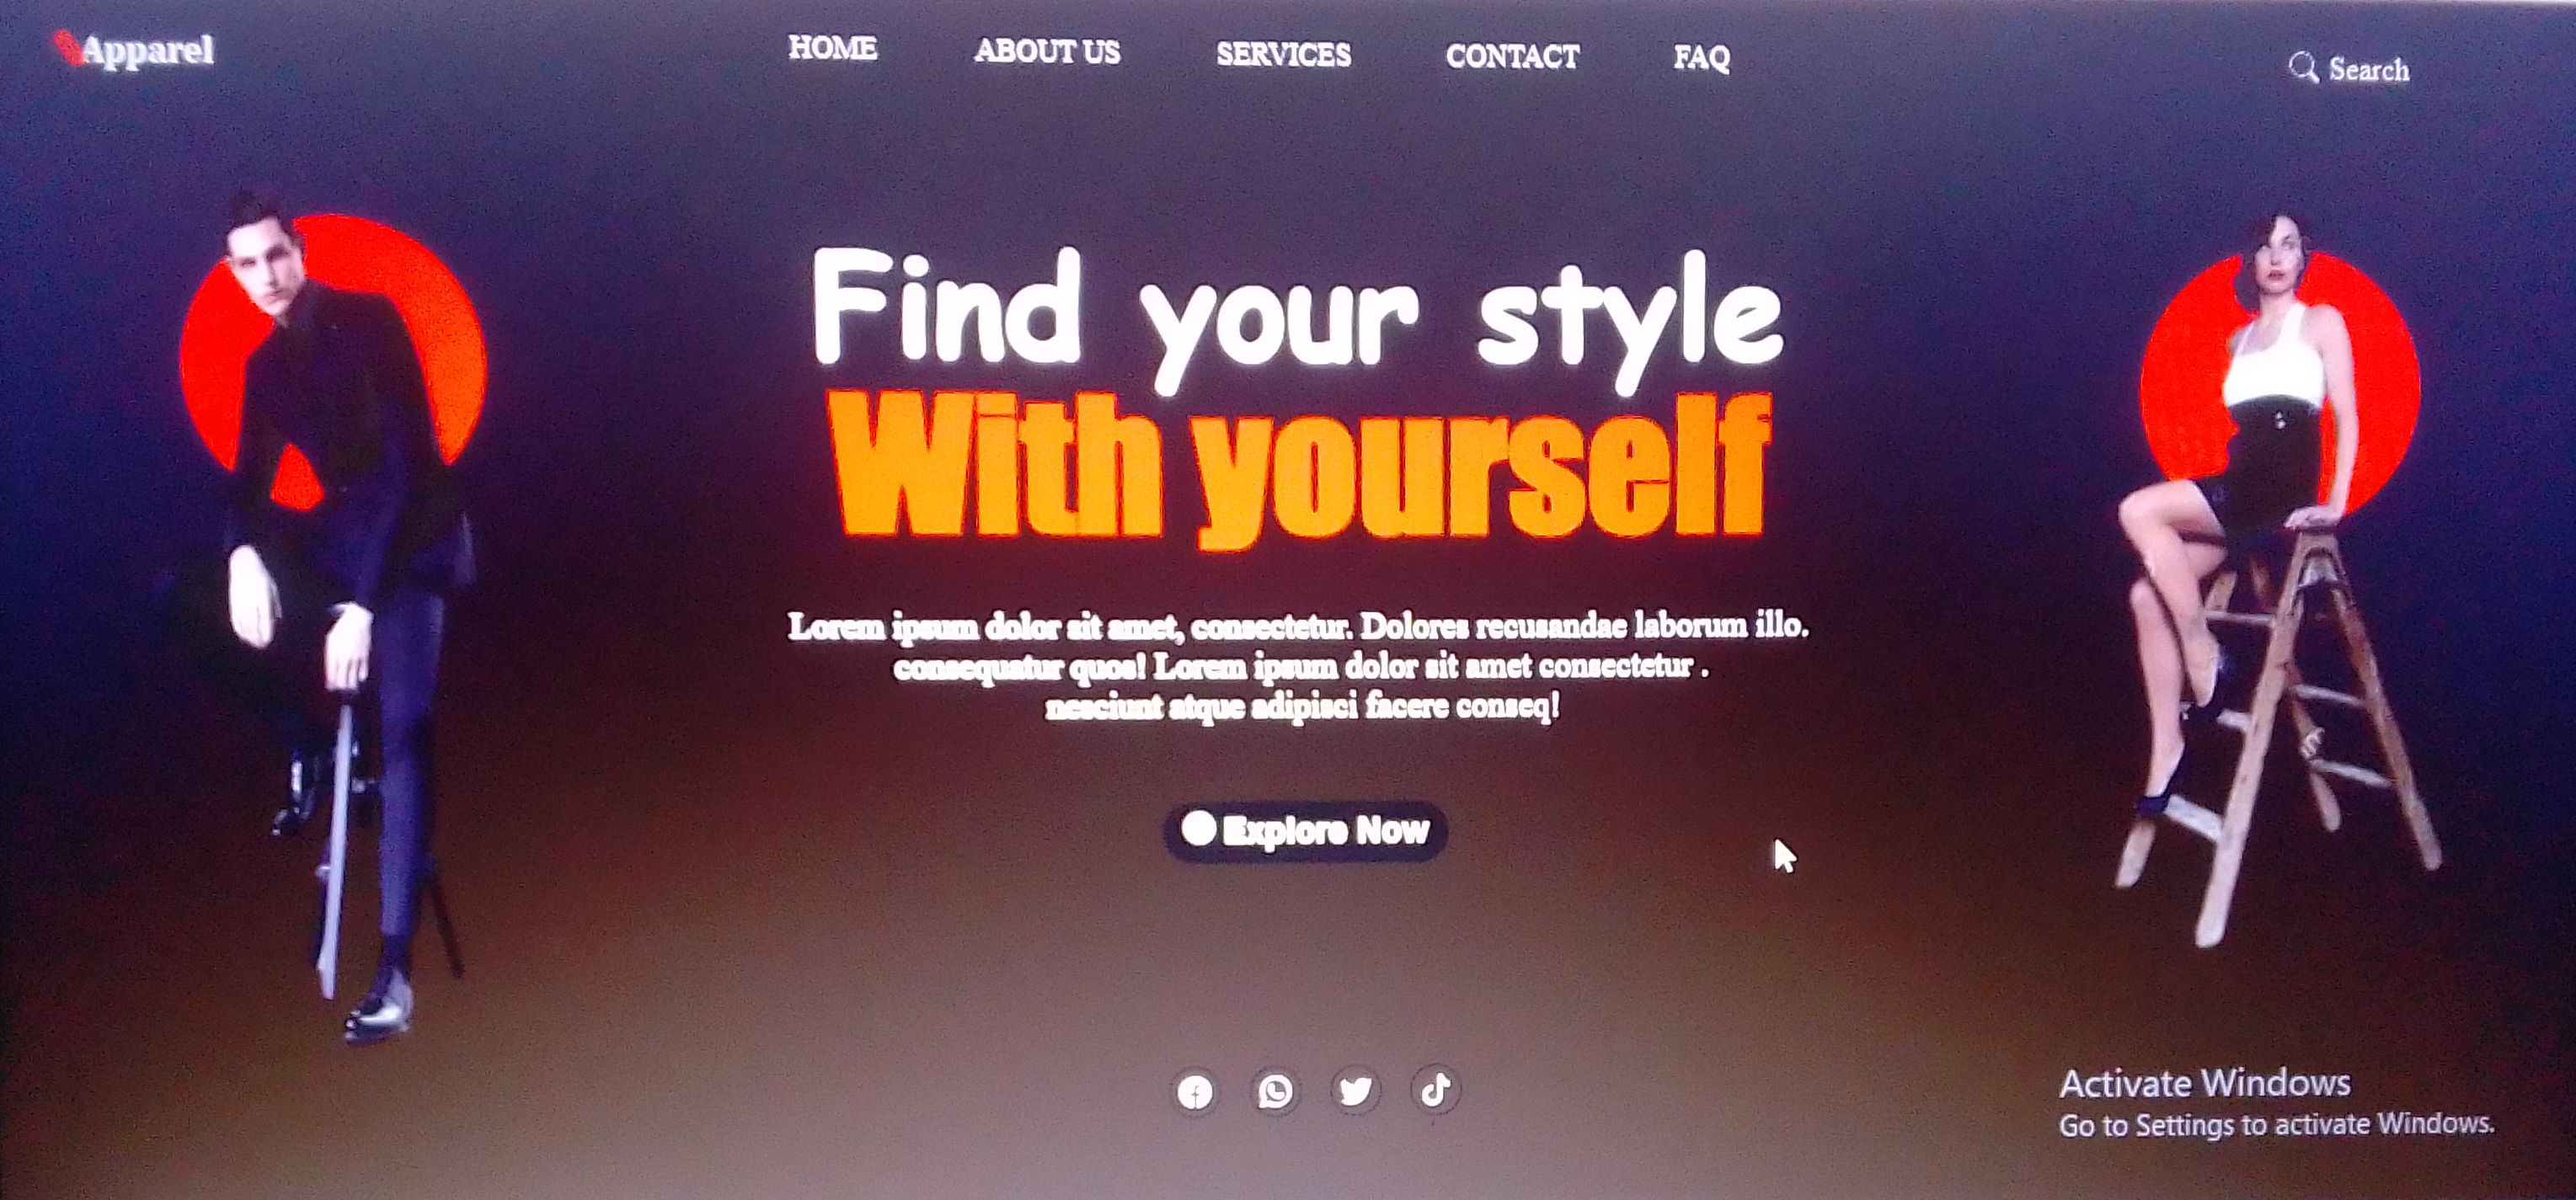 Apparel
HOME ABOUT US SERVICES CONTACT FAQ
Search
Find your style
With yourself
Lorem ipsum dolor sit amet, consectetur. Dolores recusandae laborum illo.
consequatur quos! Lorem ipsum dolor sit amet consectetur .
nesciunt atque adipisci facere conseq!
Explore Now
Activate Windows
Go to Settings to activate Windows.